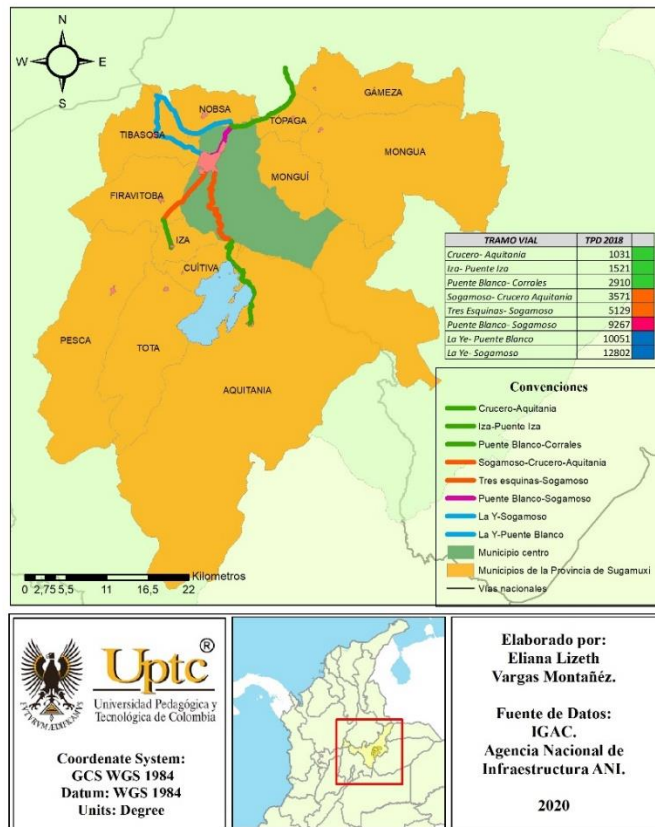 N
W E
S
GÁMEZA
NOBSA
TOPAGA
TIBASOSA
MONGUA
MONGUÍ
FIRAVITOBA
IZA
CUÍTIVA
PESCA
TOTA
AQUITANIA
TRAMO VIAL TPD 2018
Crucero- Aquitania 1031
Iza- Puente Iza 1521
Puente Blanco- Corrales 2910
Sogamoso- Crucero Aquitania 3571
Tres Esquinas- Sogamoso 5129
Puente Blanco- Sogamoso 9267
La Ye- Puente Blanco 10051
La Ye- Sogamoso 12802
Convenciones
Crucero-Aquitania
Iza-Puente Iza
Puente Blanco-Corrales
Sogamoso-Crucero-Aquitania
Tres esquinas-Sogamoso
Puente Blanco-Sogamoso
La Y-Sogamoso
La Y-Puente Blanco
Municipio centro
Municipios de la Provincia de Sugamuxi
Vías nacionales
Kilometros
0 2,75 5,5 11 16,5 22
Uptc®
Universidad Pedagógica y
Tecnológica de Colombia
FVTVRVM ÆDIFICAMVS
Coordenate System:
GCS WGS 1984
Datum: WGS 1984
Units: Degree
Elaborado por:
Eliana Lizeth
Vargas Montañéz.
Fuente de Datos:
IGAC.
Agencia Nacional de
Infraestructura ANI.
2020